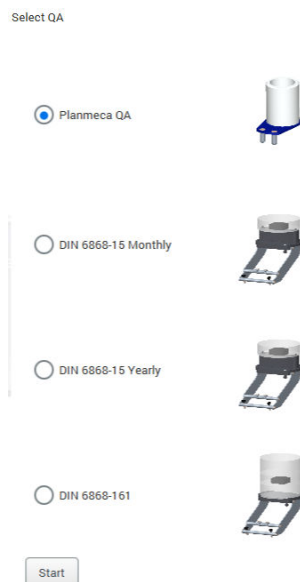 Select QA
Planmeca QA
DIN 6868-15 Monthly
DIN 6868-15 Yearly
DIN 6868-161
Start